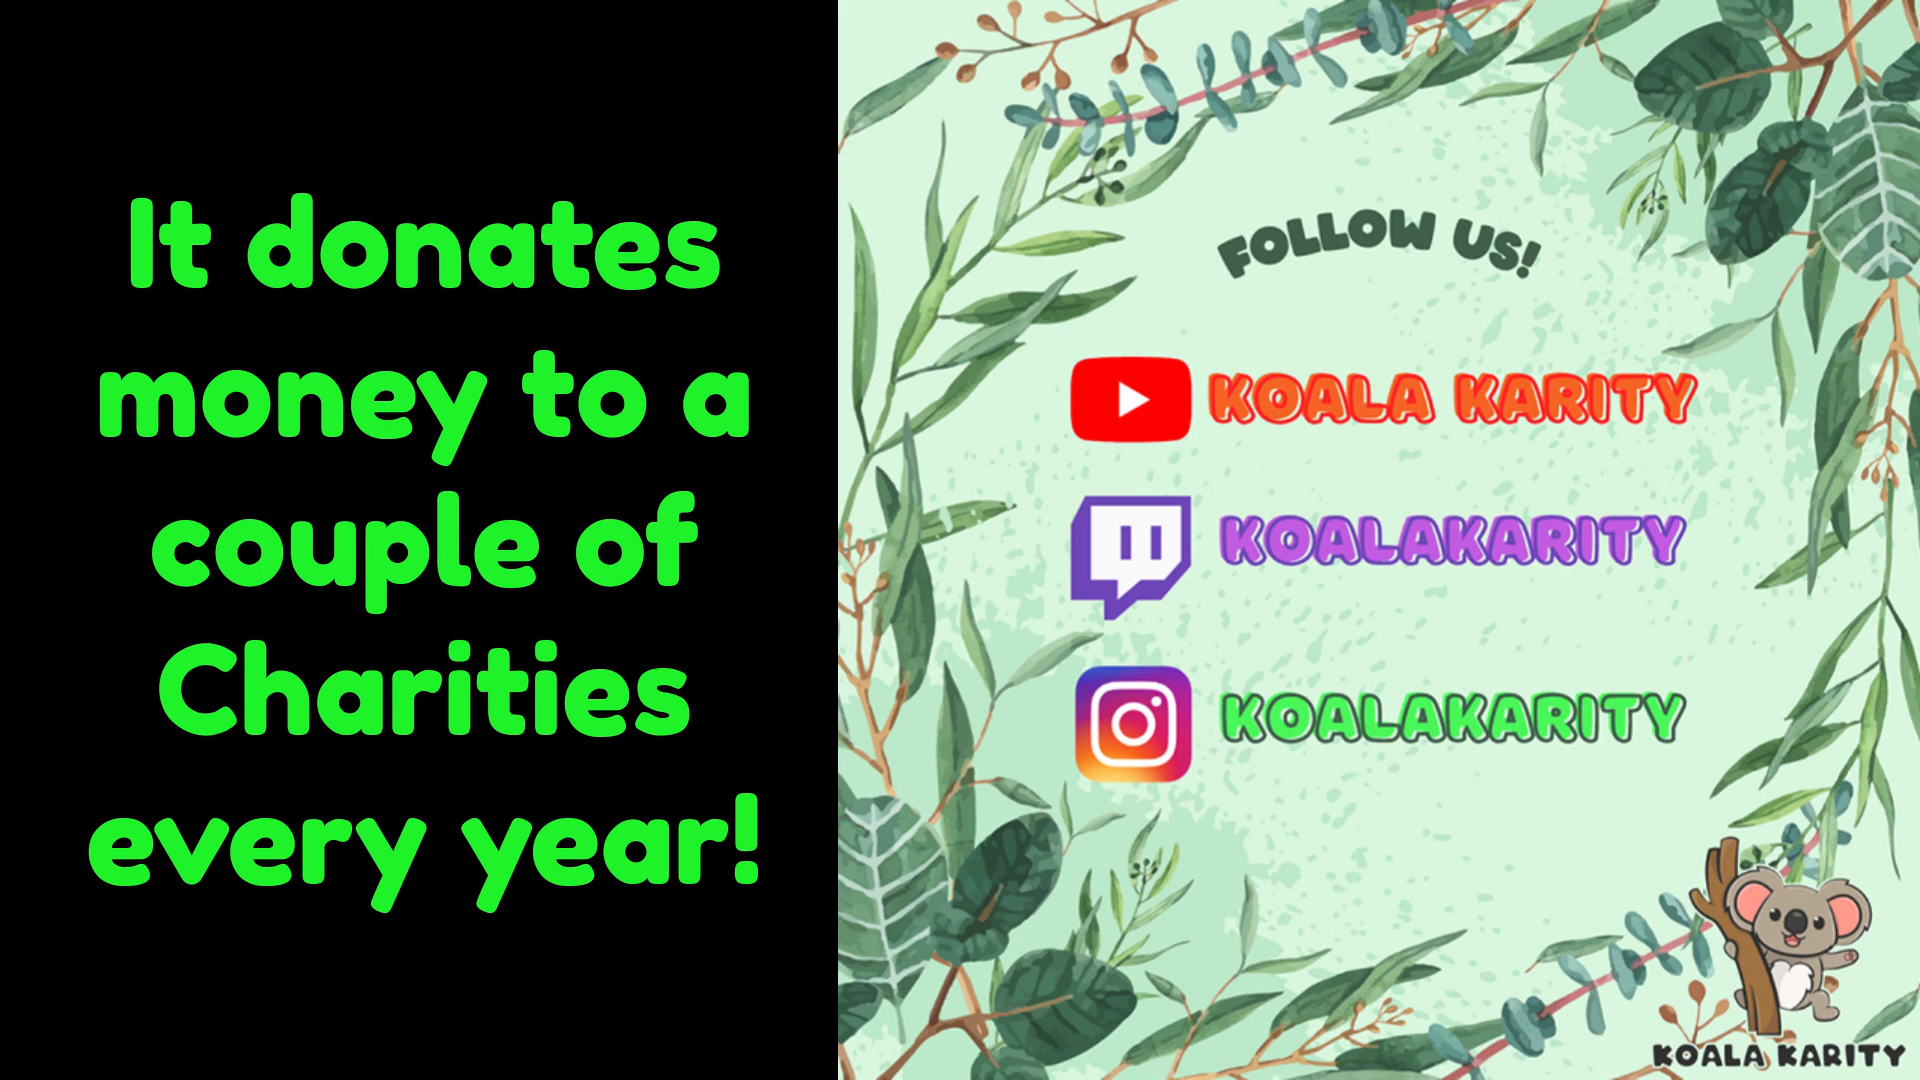 It donates
money to a
couple of
Charities
every year!
FOLLOW US!
KOALA KARITY
KOALAKARITY
KOALAKARITY
KOALA KARITY